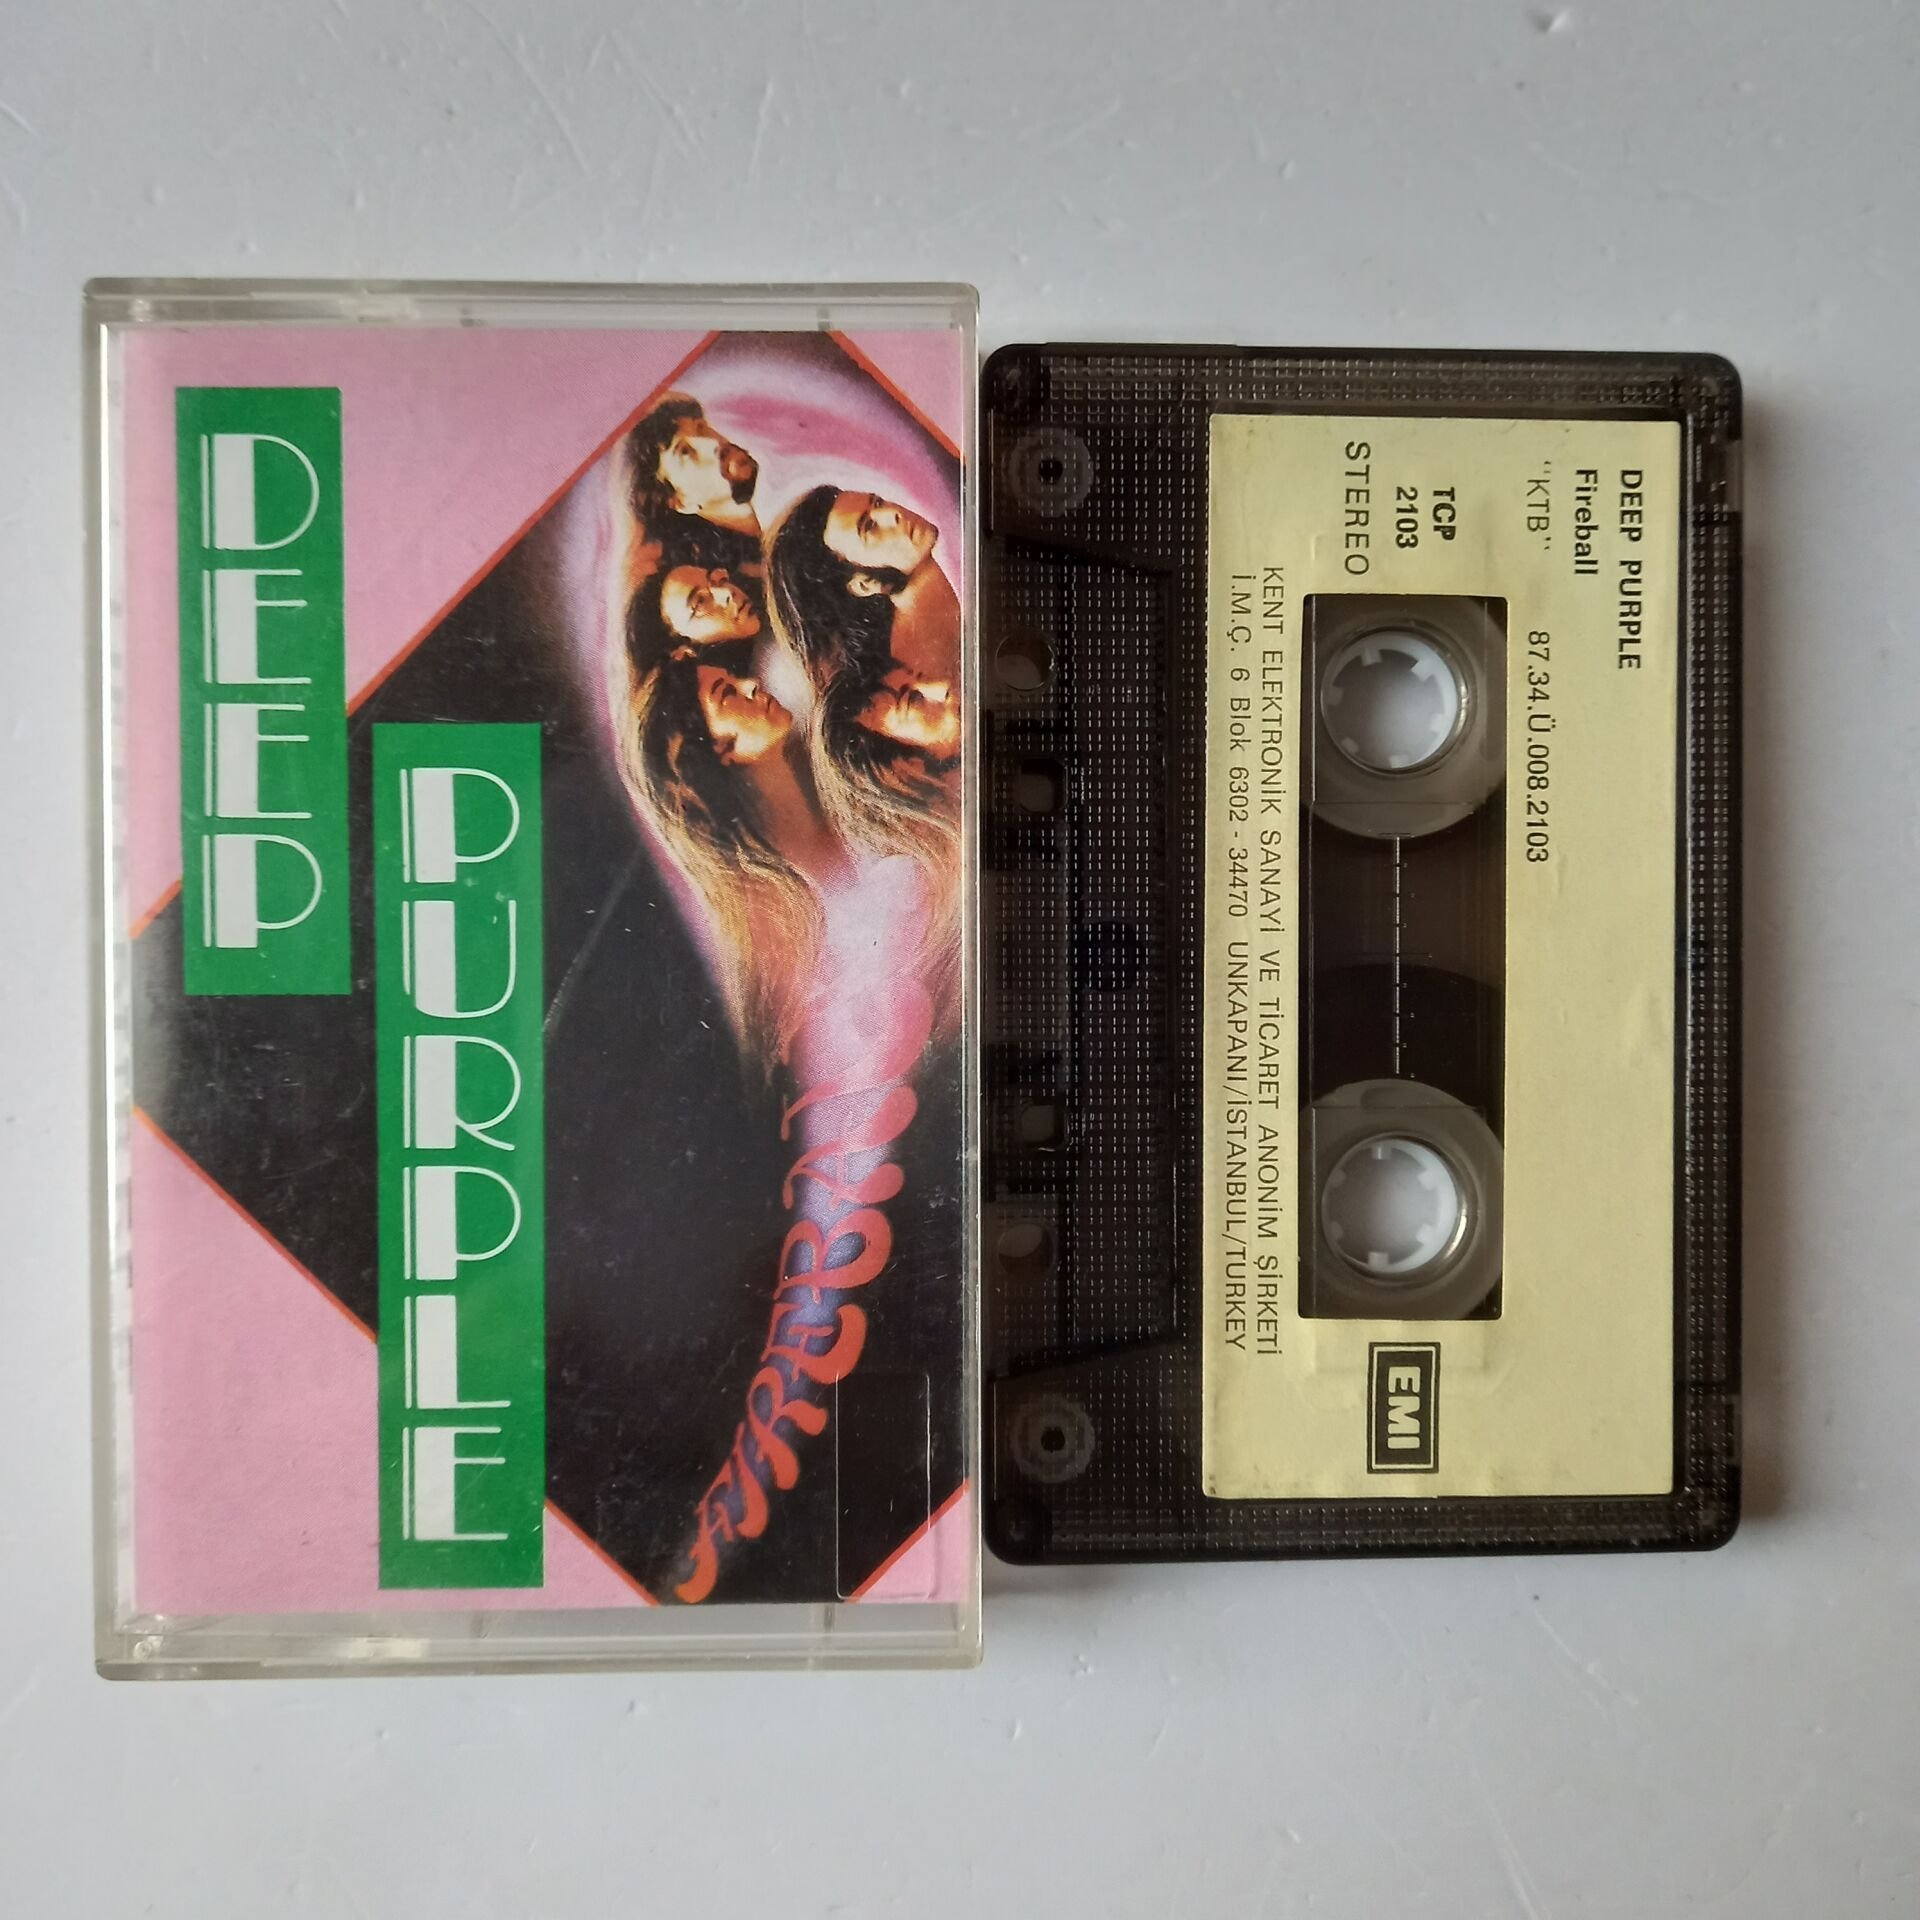 DEEP
PURPLE
FIREBALL
DEEP PURPLE
Fireball
"KTB" 87.34.Ü.008.2103
TCP
2103
STEREO
EMI
KENT ELEKTRONİK SANAYİ VE TİCARET ANONİM ŞİRKETİ
İ.M.Ç. 6 Blok 6302 - 34470 UNKAPANI/İSTANBUL/TURKEY